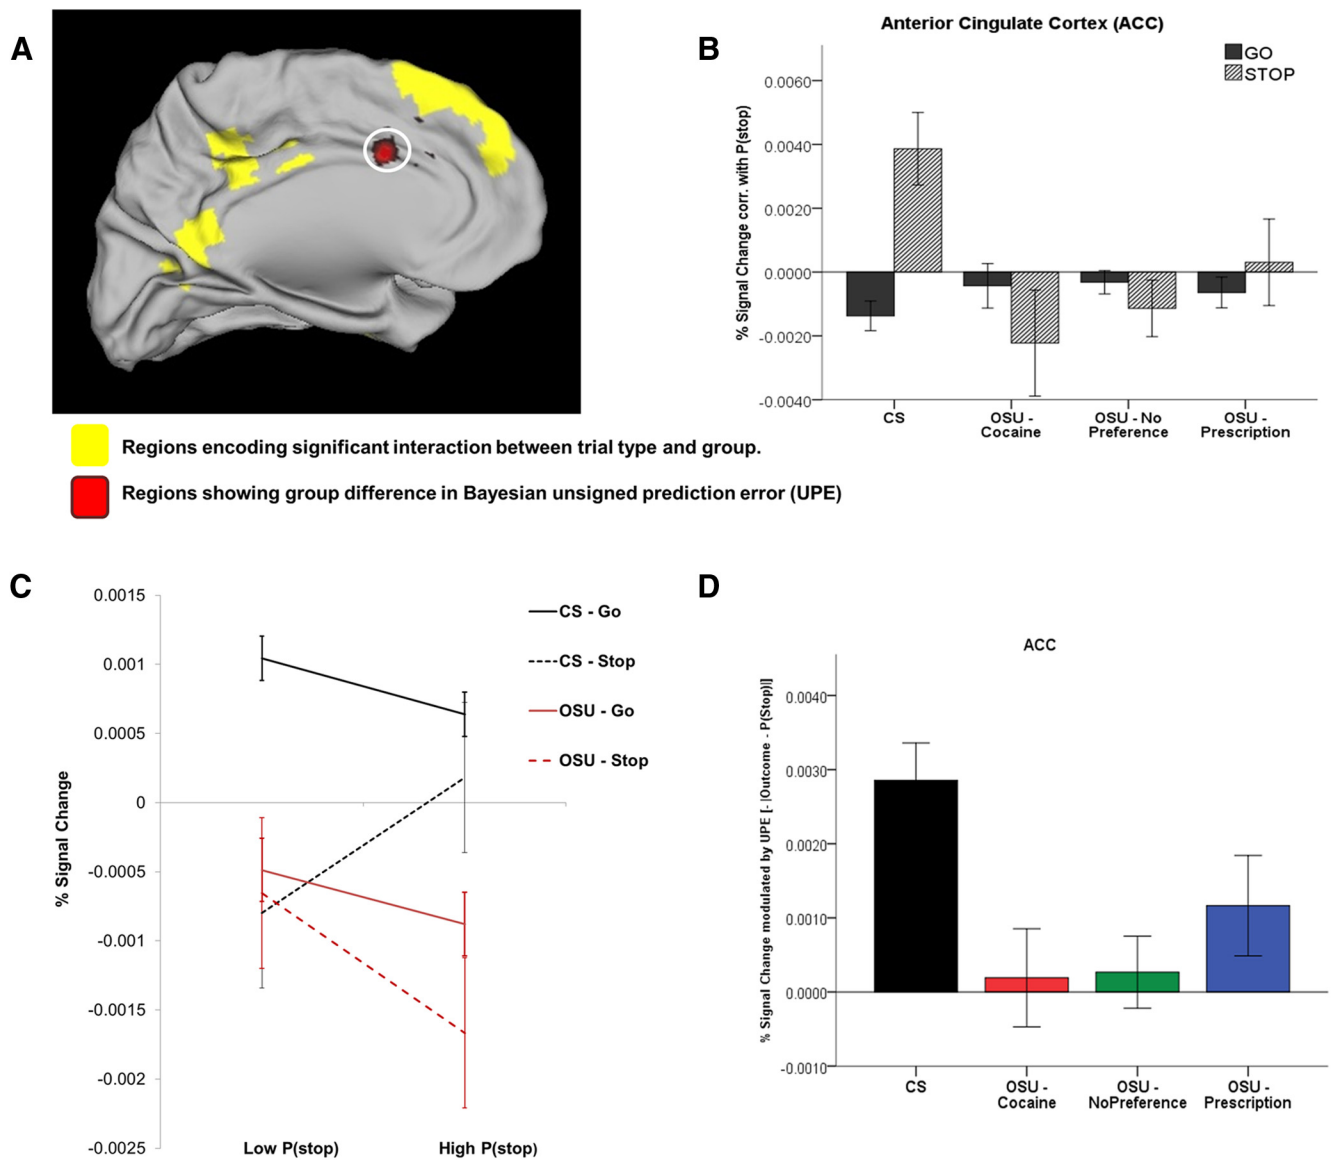 A
Regions encoding significant interaction between trial type and group.
Regions showing group difference in Bayesian unsigned prediction error (UPE)
B
Anterior Cingulate Cortex (ACC)
GO
STOP
% Signal Change corr. with P(stop)
0.0060
0.0040
0.0020
0.0000
-0.0020
-0.0040
CS
OSU - Cocaine
OSU - No Preference
OSU - Prescription
C
% Signal Change
0.0015
0.001
0.0005
0
-0.0005
-0.001
-0.0015
-0.002
-0.0025
Low P(stop)
High P(stop)
CS - Go
CS - Stop
OSU - Go
OSU - Stop
D
ACC
% Signal Change modulated by UPE [- |Outcome - P(Stop)|]
0.0040
0.0030
0.0020
0.0010
0.0000
-0.0010
CS
OSU - Cocaine
OSU - NoPreference
OSU - Prescription